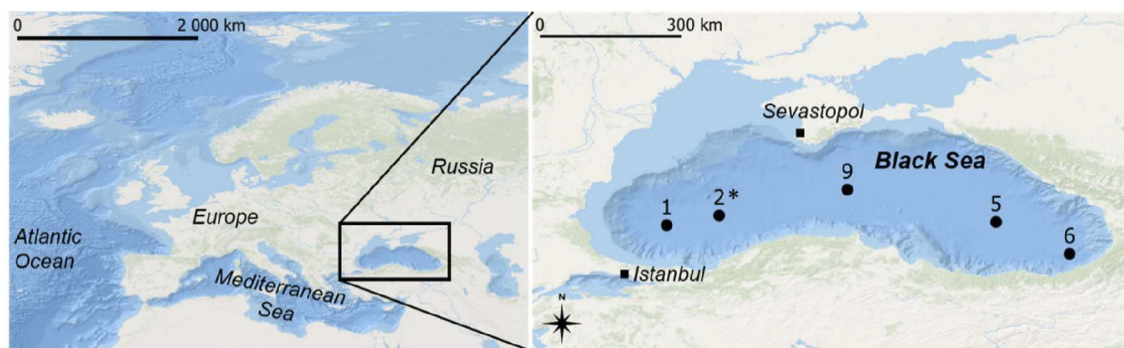 0
2 000 km
Russia
Europe
Atlantic
Ocean
Mediterranean
Sea
0
300 km
Sevastopol
Black Sea
9
1
2*
5
6
Istanbul
N